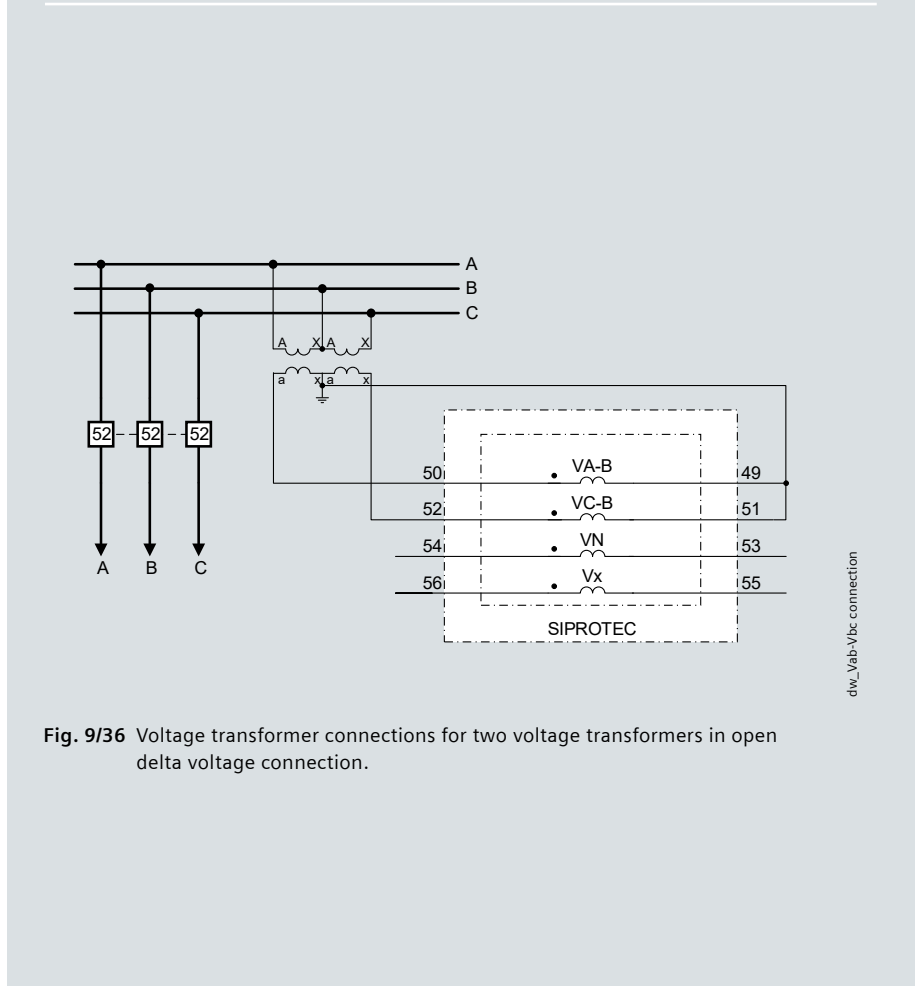 A
B
C
A X A X
a x a x
52 52 52
50 VA-B 49
52 VC-B 51
54 VN 53
56 Vx 55
A B C
SIPROTEC
dw_Vab-Vbc connection
Fig. 9/36 Voltage transformer connections for two voltage transformers in open
delta voltage connection.